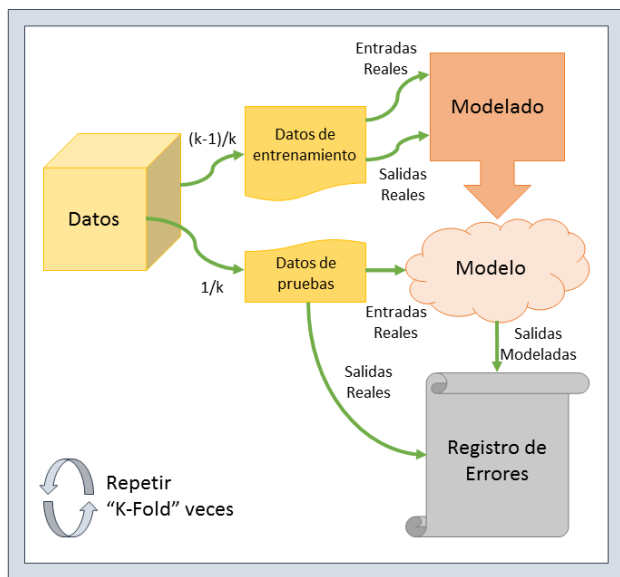 Entradas
Reales
Modelado
(k-1)/k
Datos de
entrenamiento
Salidas
Reales
Datos
Datos de
pruebas
Modelo
1/k
Entradas
Reales
Salidas
Modeladas
Salidas
Reales
Registro de
Errores
Repetir
“K-Fold” veces